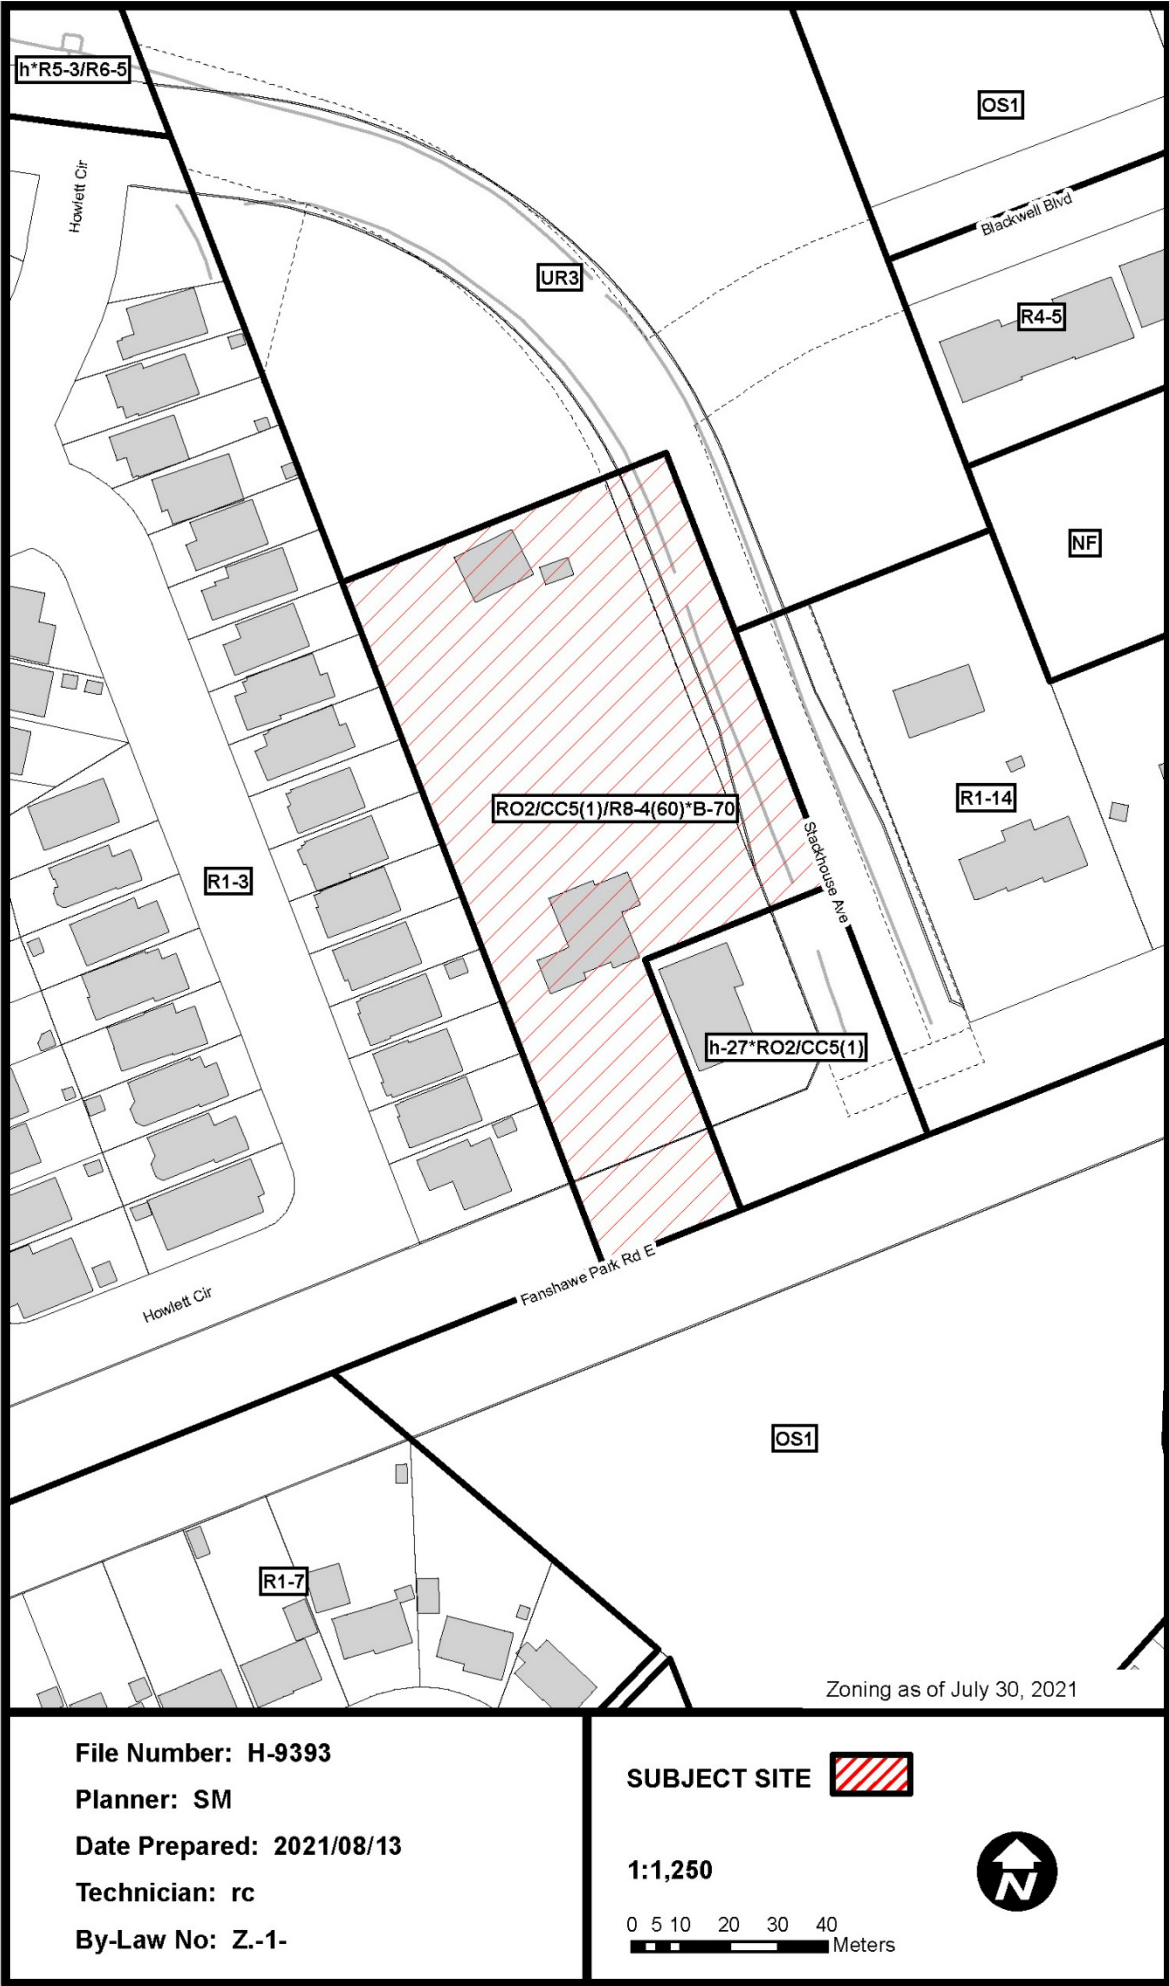 h*R5-3/R6-5
OS1
Howlett Cir
Blackwell Blvd
UR3
R4-5
NF
R1-14
RO2/CC5(1)/R8-4(60)*B-70
Stackhouse Ave
R1-3
h-27*RO2/CC5(1)
Fanshawe Park Rd E
Howlett Cir
OS1
R1-7
Zoning as of July 30, 2021
File Number: H-9393
Planner: SM
Date Prepared: 2021/08/13
Technician: rc
By-Law No: Z.-1-
SUBJECT SITE
1:1,250
N
0 5 10 20 30 40
Meters